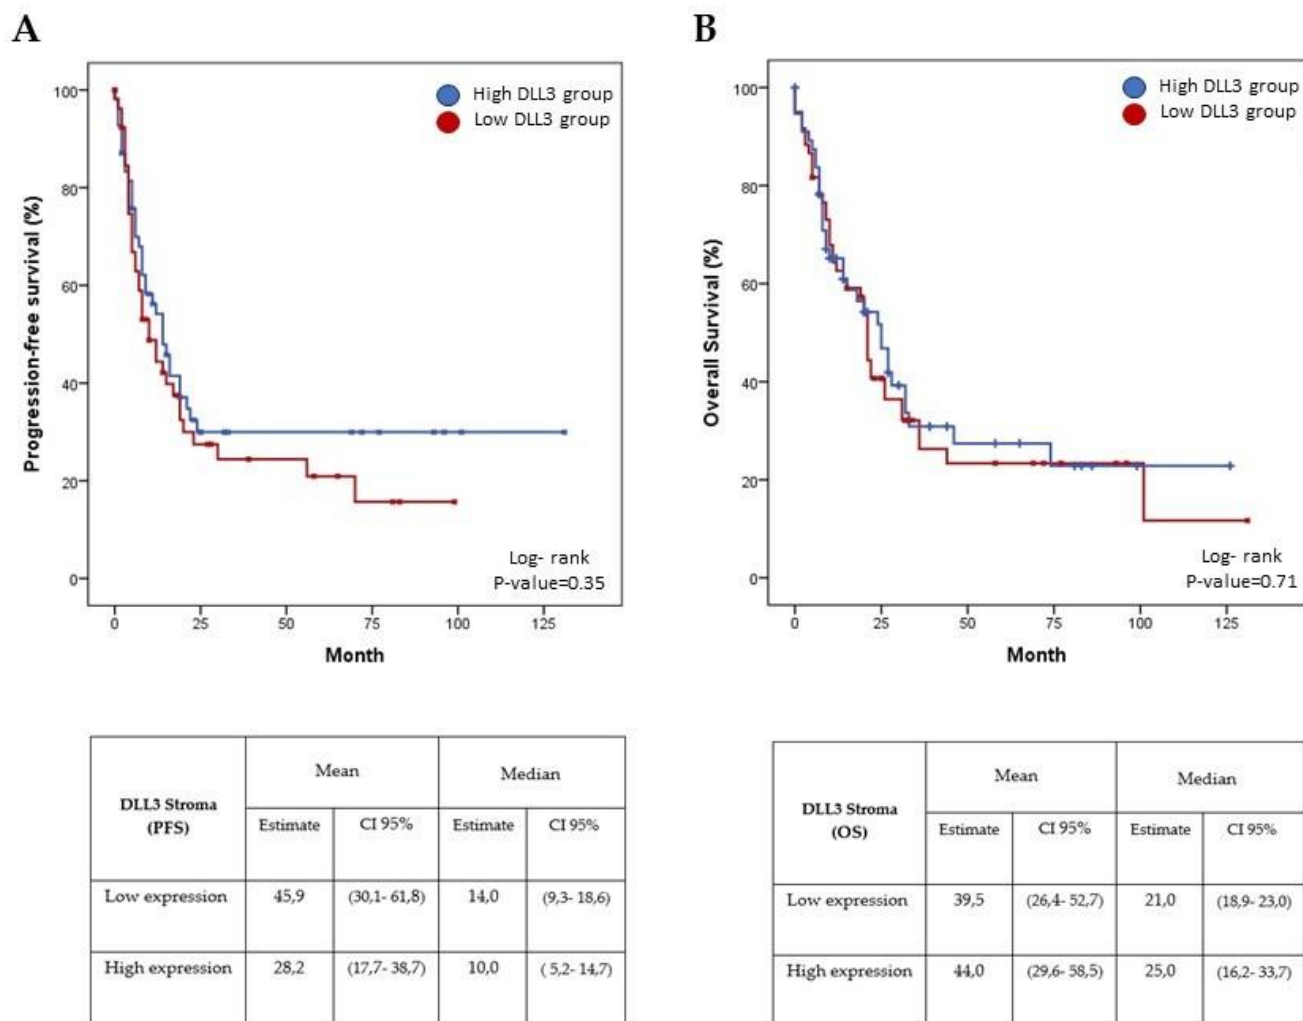 A
B
High DLL3 group
Low DLL3 group
Progression-free survival (%)
100
80
60
40
20
0
0 25 50 75 100 125
Month
Log- rank
P-value=0.35
High DLL3 group
Low DLL3 group
Overall Survival (%)
100
80
60
40
20
0
0 25 50 75 100 125
Month
Log- rank
P-value=0.71
DLL3 Stroma
(PFS)
Mean Median
Estimate CI 95% Estimate CI 95%
Low expression 45,9 (30,1- 61,8) 14,0 (9,3- 18,6)
High expression 28,2 (17,7- 38,7) 10,0 ( 5,2- 14,7)
DLL3 Stroma
(OS)
Mean Median
Estimate CI 95% Estimate CI 95%
Low expression 39,5 (26,4- 52,7) 21,0 (18,9- 23,0)
High expression 44,0 (29,6- 58,5) 25,0 (16,2- 33,7)